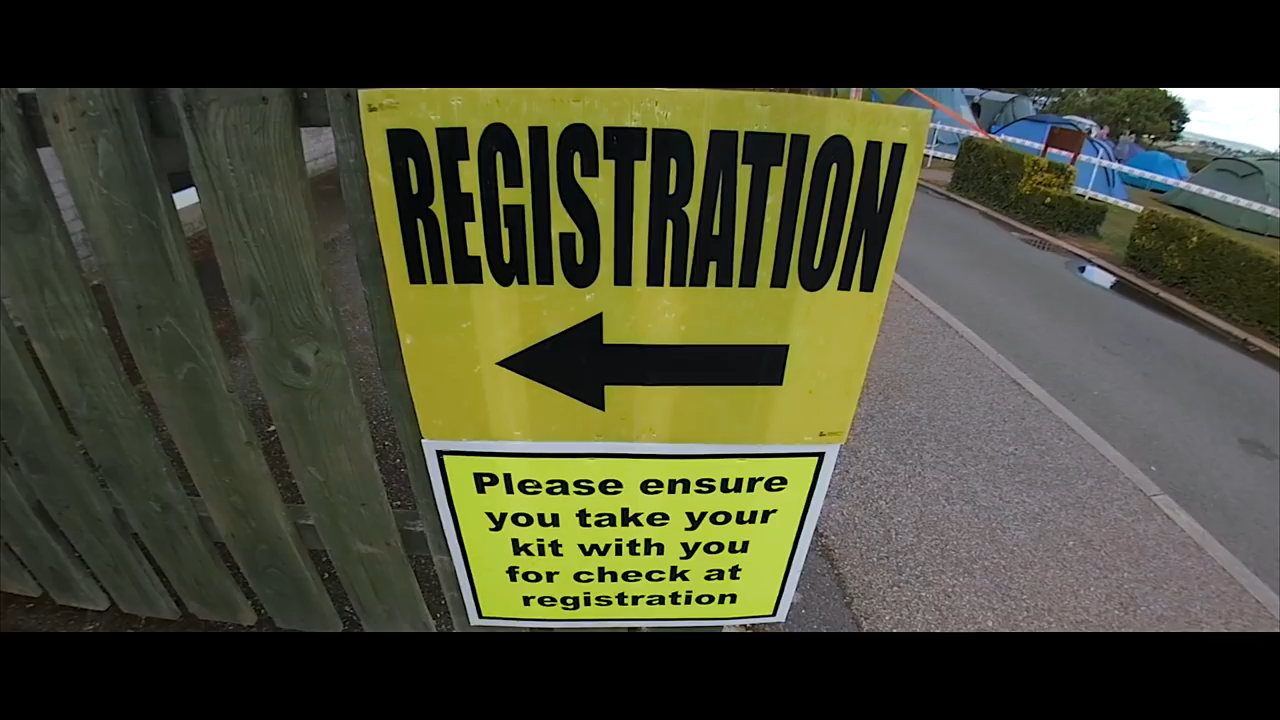 REGISTRATION
Please ensure
you take your
kit with you
for check at
registration